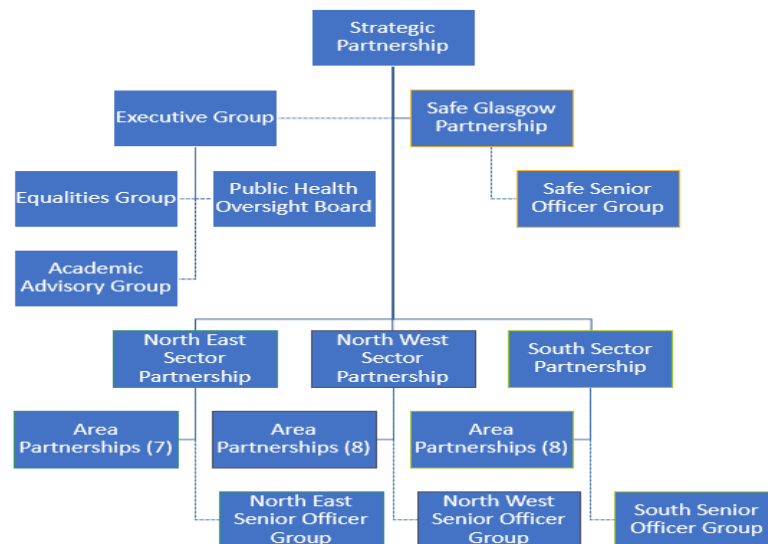 Strategic
Partnership
Executive Group
Safe Glasgow
Partnership
Equalities Group
Public Health
Oversight Board
Safe Senior
Officer Group
Academic
Advisory Group
North East
Sector
Partnership
North West
Sector
Partnership
South Sector
Partnership
Area
Partnerships (7)
Area
Partnerships (8)
Area
Partnerships (8)
North East
Senior Officer
Group
North West
Senior Officer
Group
South Senior
Officer Group